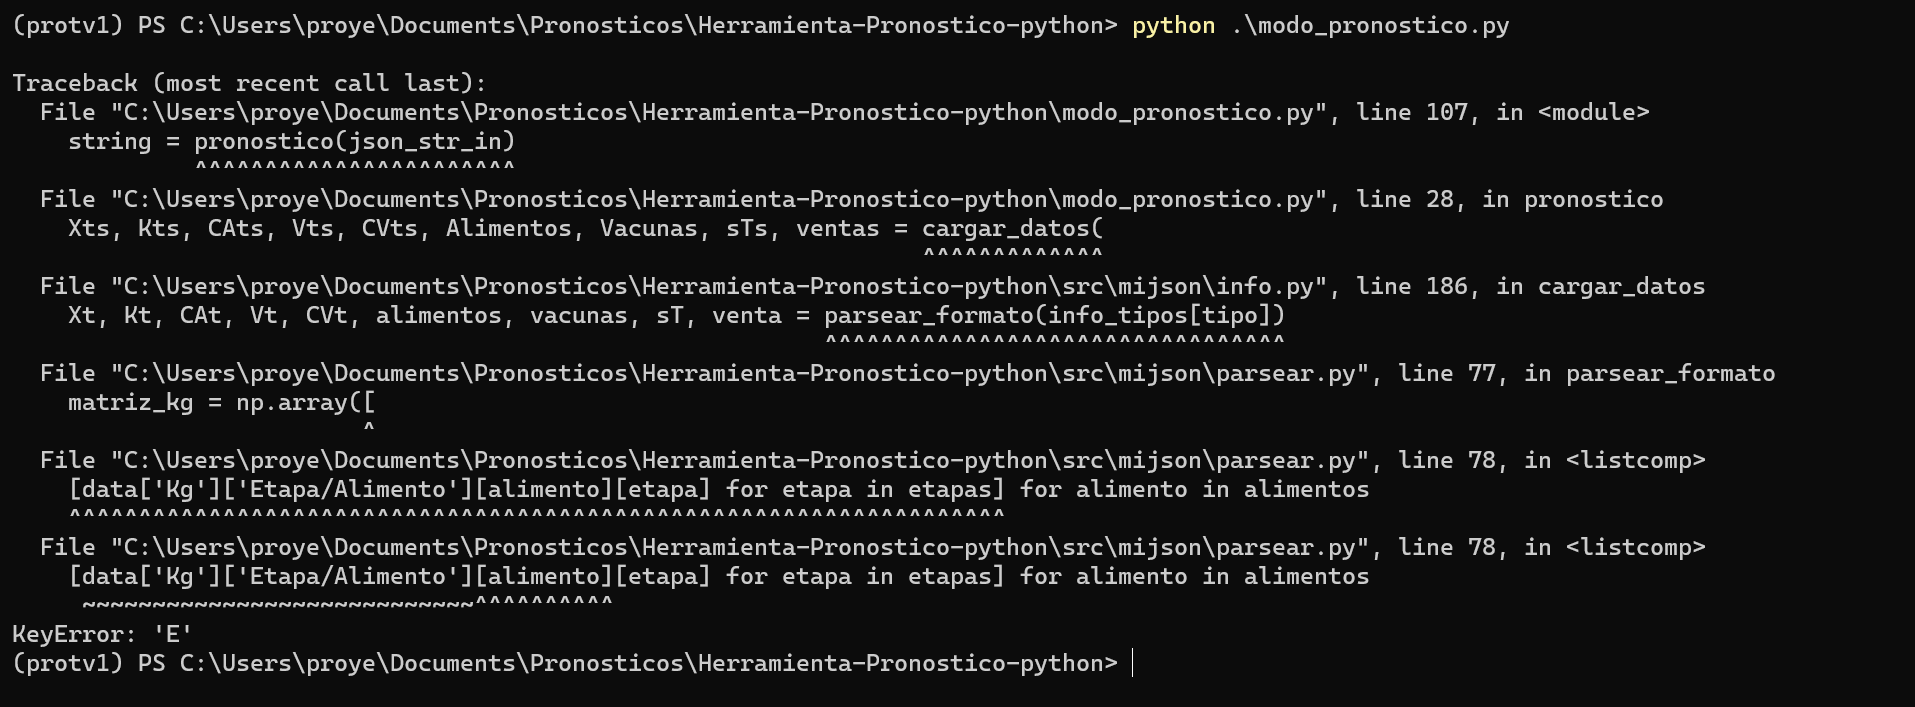 (protv1) PS C:\Users\proye\Documents\Pronosticos\Herramienta-Pronostico-python> python .\modo_pronostico.py
Traceback (most recent call last):
  File "C:\Users\proye\Documents\Pronosticos\Herramienta-Pronostico-python\modo_pronostico.py", line 107, in <module>
    string = pronostico(json_str_in)
             ^^^^^^^^^^^^^^^^^^^^^^^
  File "C:\Users\proye\Documents\Pronosticos\Herramienta-Pronostico-python\modo_pronostico.py", line 28, in pronostico
    Xts, Kts, CAts, Vts, CVts, Alimentos, Vacunas, sTs, ventas = cargar_datos(
                                                                 ^^^^^^^^^^^^^
  File "C:\Users\proye\Documents\Pronosticos\Herramienta-Pronostico-python\src\mijson\info.py", line 186, in cargar_datos
    Xt, Kt, CAt, Vt, CVt, alimentos, vacunas, sT, venta = parsear_formato(info_tipos[tipo])
                                                          ^^^^^^^^^^^^^^^^^^^^^^^^^^^^^^^^^
  File "C:\Users\proye\Documents\Pronosticos\Herramienta-Pronostico-python\src\mijson\parsear.py", line 77, in parsear_formato
    matriz_kg = np.array([
                         ^
  File "C:\Users\proye\Documents\Pronosticos\Herramienta-Pronostico-python\src\mijson\parsear.py", line 78, in <listcomp>
    [data['Kg']['Etapa/Alimento'][alimento][etapa] for etapa in etapas] for alimento in alimentos
    ^^^^^^^^^^^^^^^^^^^^^^^^^^^^^^^^^^^^^^^^^^^^^^^^^^^^^^^^^^^^^^^^^^^
  File "C:\Users\proye\Documents\Pronosticos\Herramienta-Pronostico-python\src\mijson\parsear.py", line 78, in <listcomp>
    [data['Kg']['Etapa/Alimento'][alimento][etapa] for etapa in etapas] for alimento in alimentos
     ~~~~~~~~~~~~~~~~~~~~~~~~~~~~^^^^^^^^^^
KeyError: 'E'
(protv1) PS C:\Users\proye\Documents\Pronosticos\Herramienta-Pronostico-python>